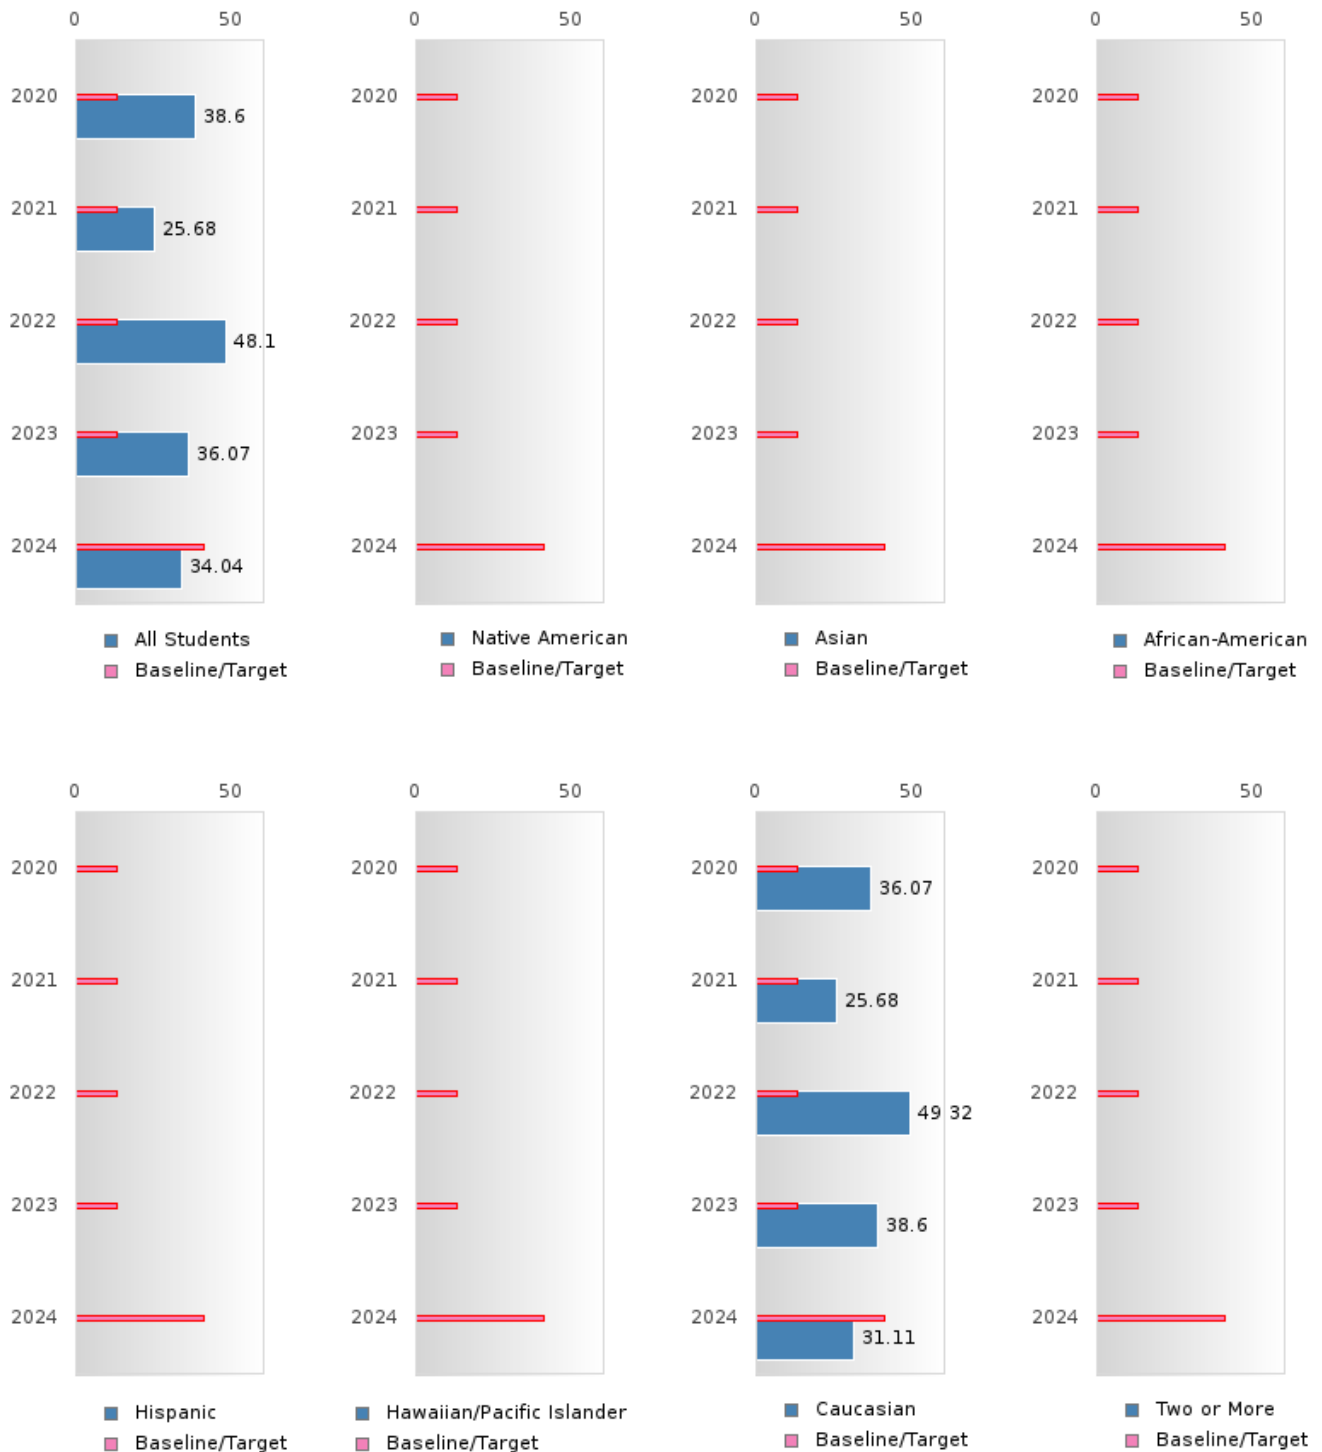 0 50 0 50 0 50 0 50
2020 38.6 2020 2020 2020
2021 25.68 2021 2021 2021
2022 48.1 2022 2022 2022
2023 36.07 2023 2023 2023
2024 34.04 2024 2024 2024
All Students Native American Asian African-American
Baseline/Target Baseline/Target Baseline/Target Baseline/Target
0 50 0 50 0 50 0 50
2020 2020 2020 36.07 2020
2021 2021 2021 25.68 2021
2022 2022 2022 49 32 2022
2023 2023 2023 38.6 2023
2024 2024 2024 31.11 2024
Hispanic Hawaiian/Pacific Islander Caucasian Two or More
Baseline/Target Baseline/Target Baseline/Target Baseline/Target